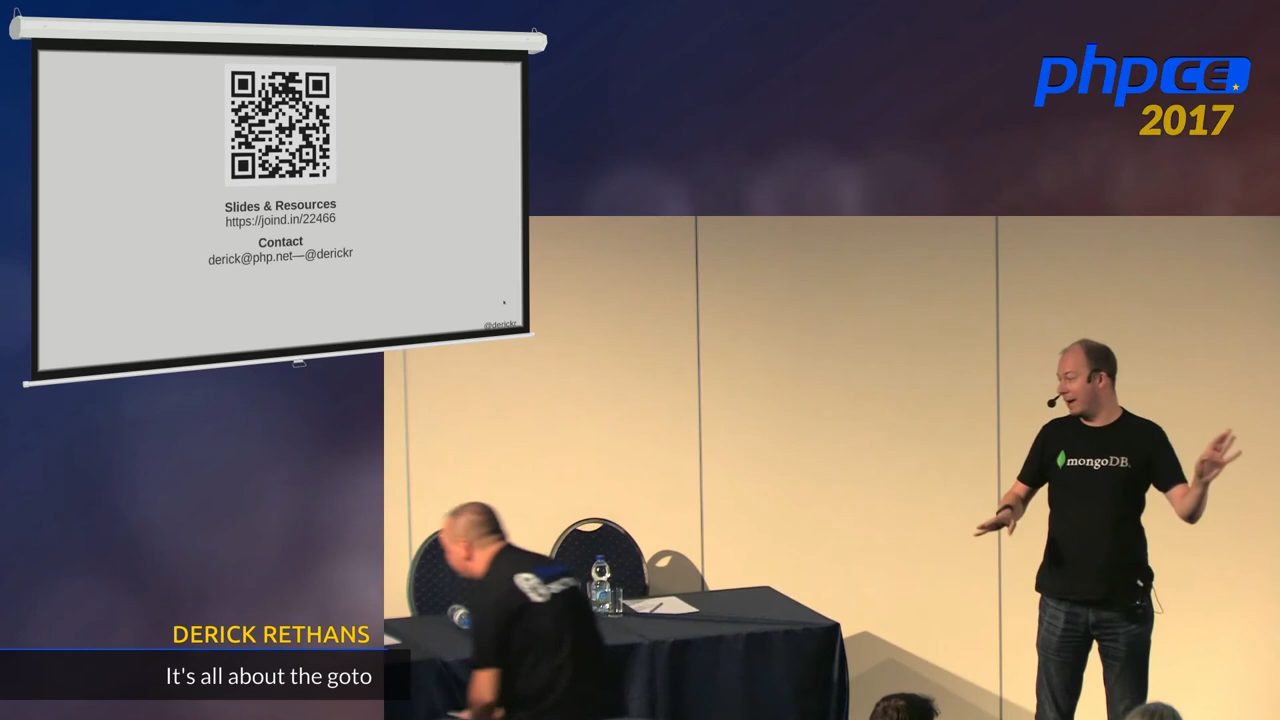 Slides & Resources
https://joind.in/22466
Contact
derick@php.net—@derickr
@derickr
phpCE
2017
mongoDB.
DERICK RETHANS
It's all about the goto